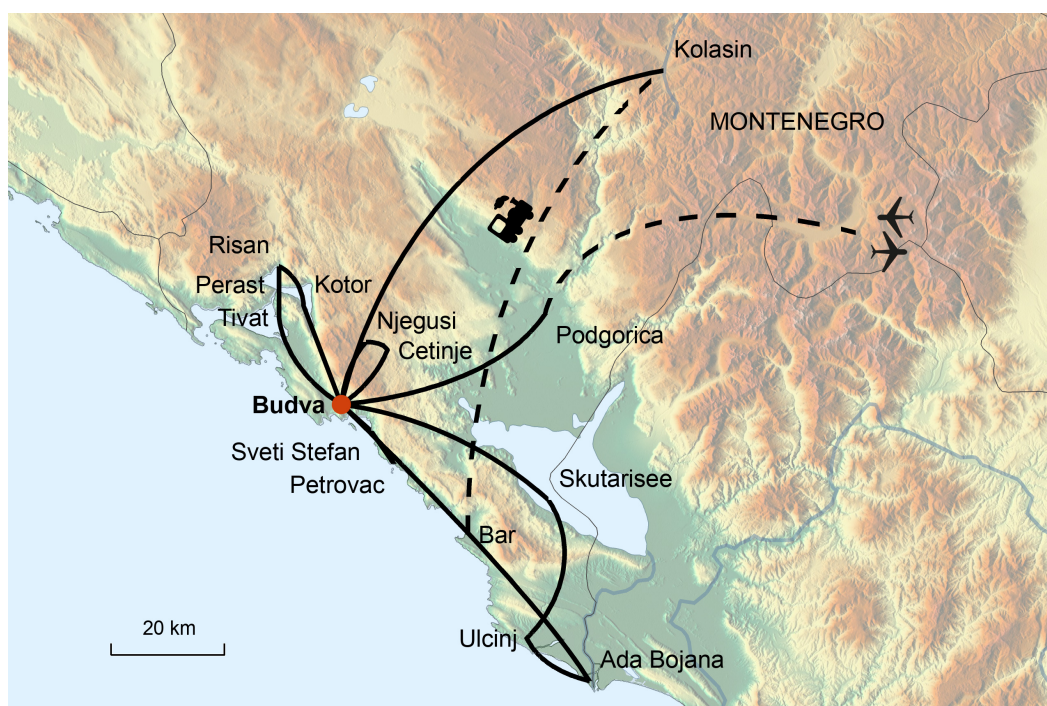 Kolasin
MONTENEGRO
Risan
Perast
Kotor
Tivat
Njegusi
Cetinje
Podgorica
Budva
Sveti Stefan
Petrovac
Skutarisee
Bar
20 km
Ulcinj
Ada Bojana